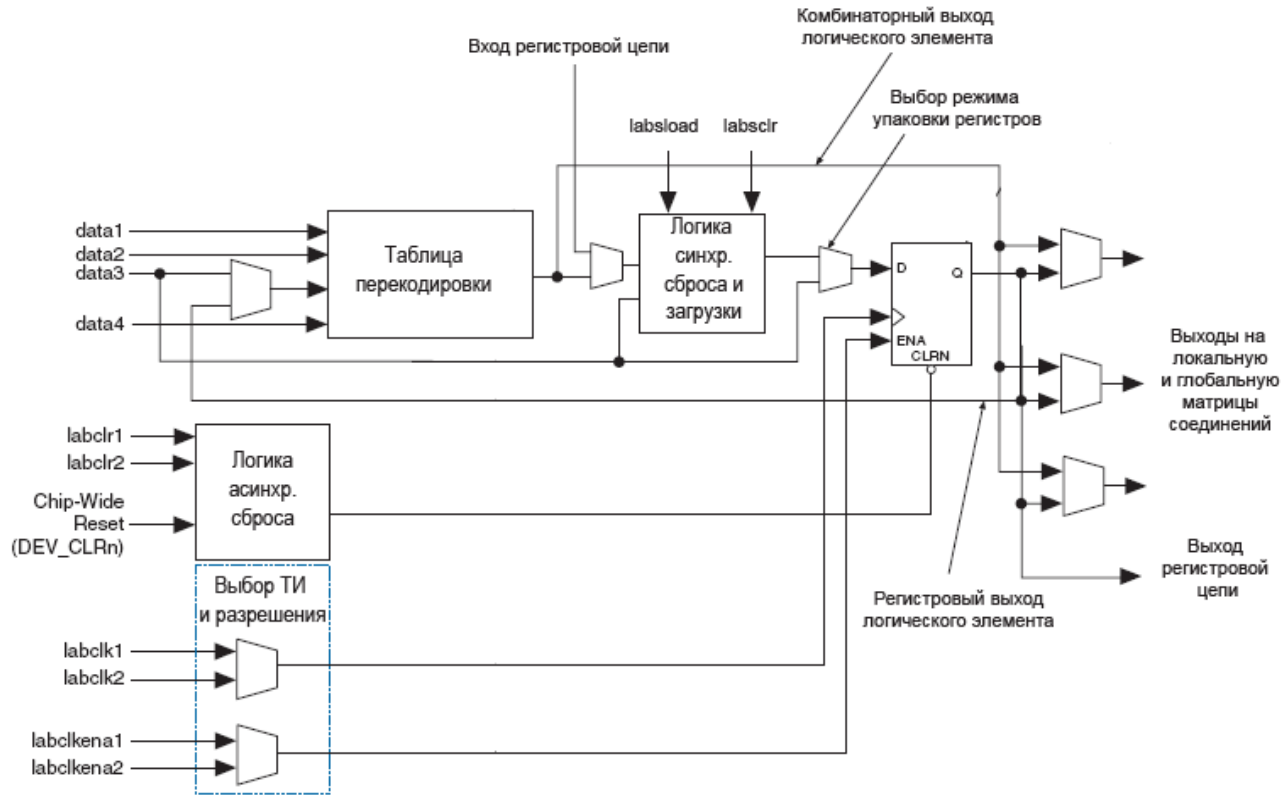 Комбинаторный выход
логического элемента
Вход регистровой цепи
Выбор режима
упаковки регистров
labsload
labsclr
data1
data2
data3
data4
Таблица
перекодировки
Логика
синхр.
сброса и
загрузки
D
Q
ENA
CLRN
Выходы на
локальную
и глобальную
матрицы
соединений
labclr1
labclr2
Chip-Wide
Reset
(DEV_CLRn)
Логика
асинхр.
сброса
Выход
регистровой
цепи
Регистровый выход
логического элемента
Выбор ТИ
и разрешения
labclk1
labclk2
labclkena1
labclkena2